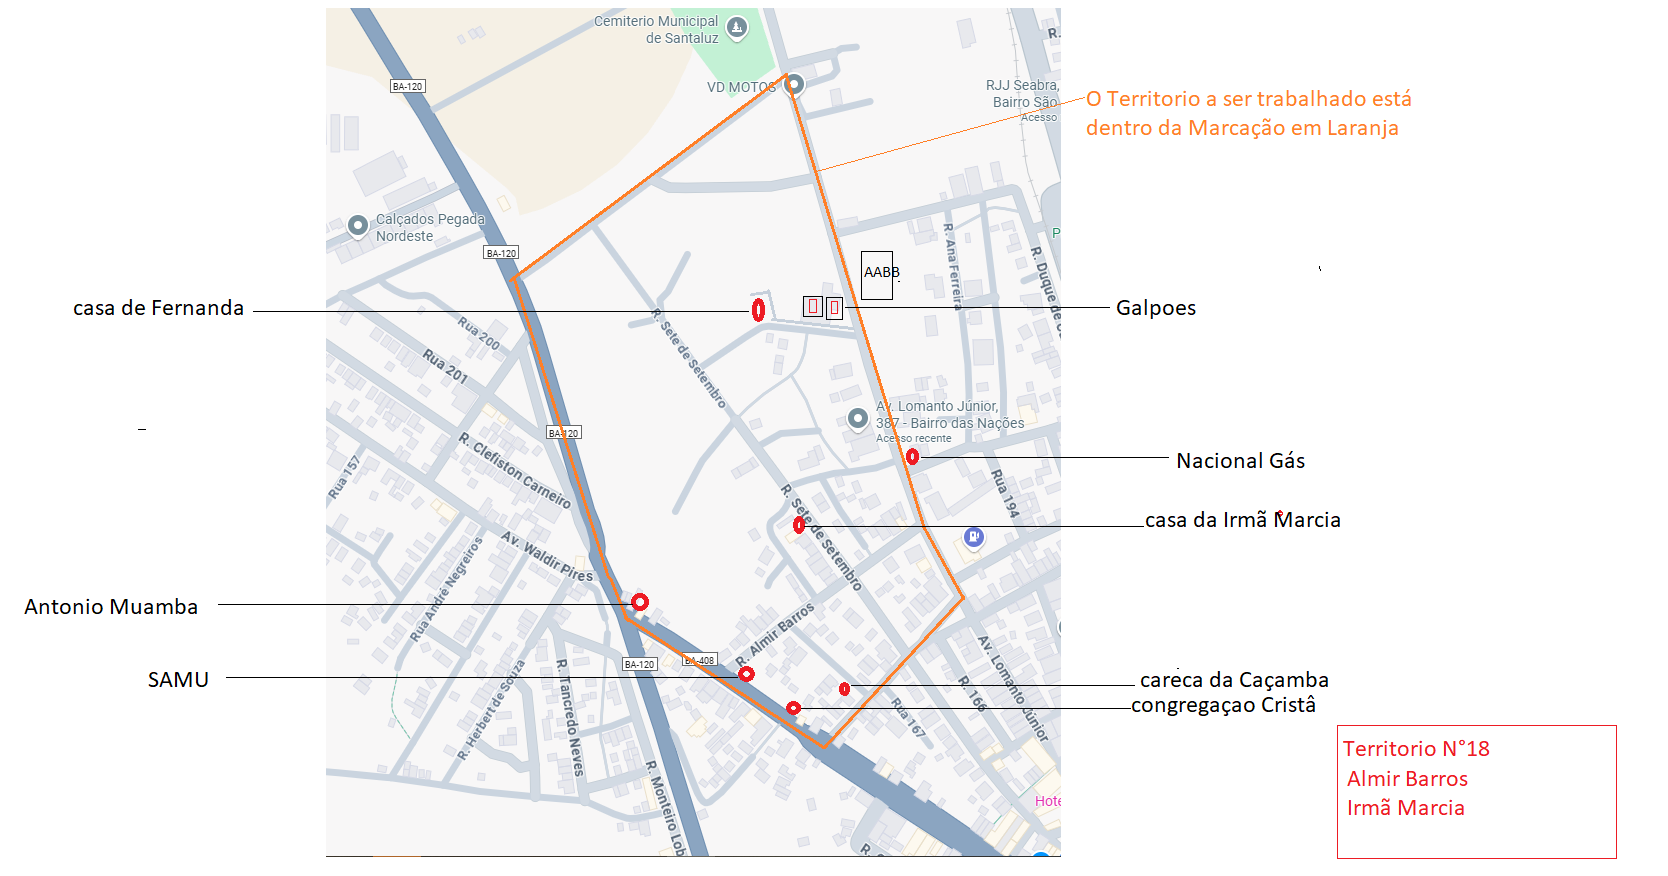 Cemiterio Municipal
de Santaluz
R.
BA-120
VD MOTOS
RJJ Seabra,
Bairro São
Acesso
O Territorio a ser trabalhado está
dentro da Marcação em Laranja
Calçados Pegada
Nordeste
BA-120
R. Ana Ferreira
R. Duque de
P
AABB
casa de Fernanda
Galpoes
Rua 200
R. Sete de Setembro
Rua 201
Av. Lomanto Júnior,
387 - Bairro das Nações
Acesso recente
BA-120
R. Clefiston Carneiro
Nacional Gás
Rua 157
Rua 194
R. Sete de Setembro
casa da Irmã Marcia
Av. Waldir Pires
Rua André Negreiros
Antonio Muamba
R. Almir Barros
BA-120
BA-408
SAMU
R. Herbert de Souza
R. Tancredo Neves
R. 166
Av. Lomanto Júnior
Rua 167
careca da Caçamba
congregaçao Cristâ
R. Monteiro Lob
Hote
R.
Territorio N°18
Almir Barros
Irmã Marcia